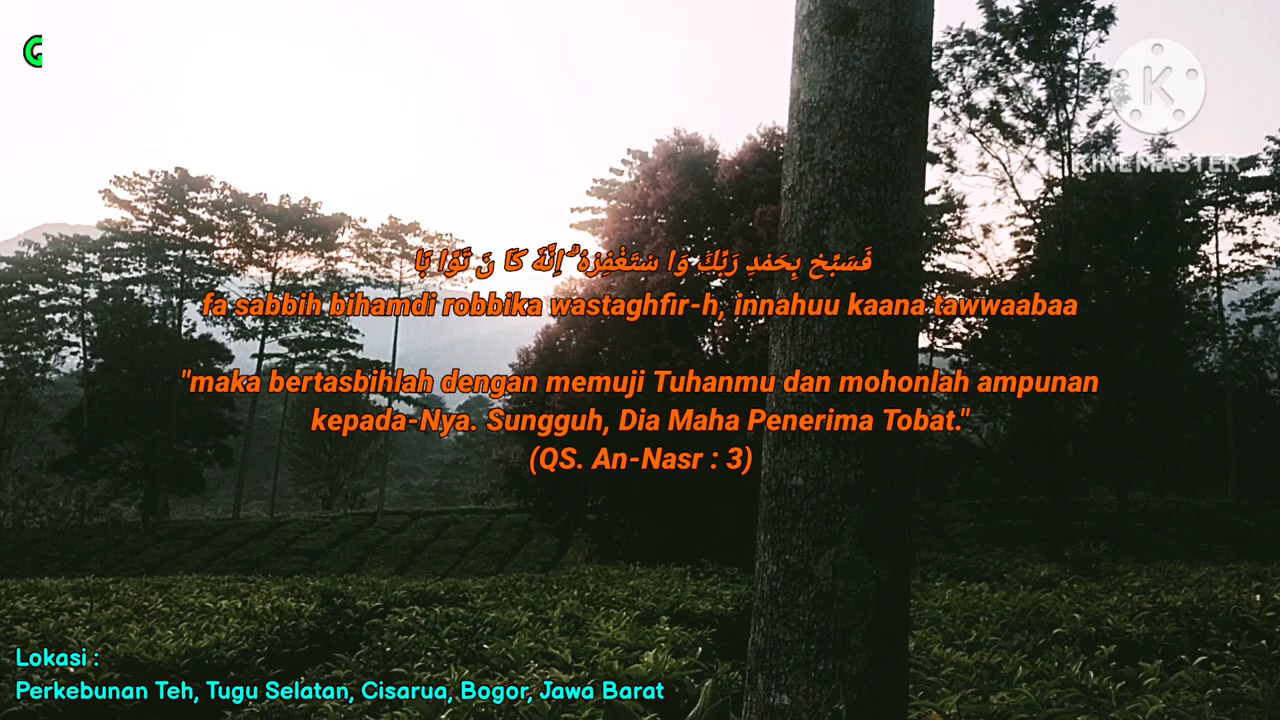 G
KINEMASTER
فَسَبِّحْ بِحَمْدِ رَبِّكَ وَا سْتَغْفِرْهُ ۗ اِنَّهٗ كَا نَ تَوَّا بًا
fa sabbih bihamdi robbika wastaghfir-h, innahuu kaana tawwaabaa
"maka bertasbihlah dengan memuji Tuhanmu dan mohonlah ampunan
kepada-Nya. Sungguh, Dia Maha Penerima Tobat."
(QS. An-Nasr : 3)
Lokasi :
Perkebunan Teh, Tugu Selatan, Cisarua, Bogor, Jawa Barat